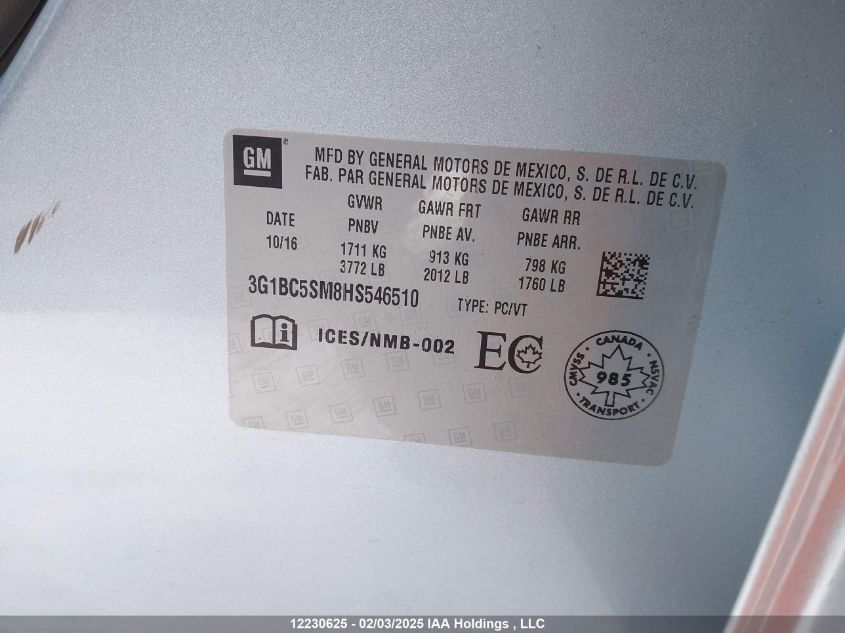 GM ®
MFD BY GENERAL MOTORS DE MEXICO, S. DE R.L. DE C.V.
FAB. PAR GENERAL MOTORS DE MEXICO, S. DE R.L. DE C.V.
DATE GVWR GAWR FRT GAWR RR
PNBV PNBE AV. PNBE ARR.
10/16 1711 KG 913 KG 798 KG
3772 LB 2012 LB 1760 LB
3G1BC5SM8HS546510 TYPE: PC/VT
i ICES/NMB-002 EC
CANADA
CMVSS 985 NSVAC
TRANSPORT
12230625 - 02/03/2025 IAA Holdings , LLC